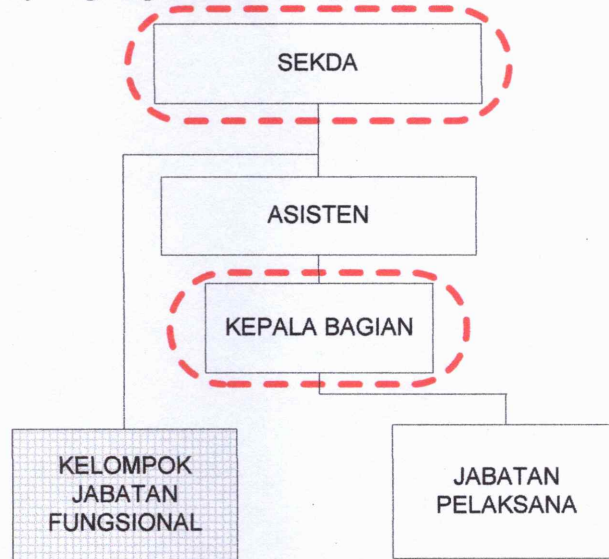 SEKDA
ASISTEN
KEPALA BAGIAN
KELOMPOK
JABATAN
FUNGSIONAL
JABATAN
PELAKSANA